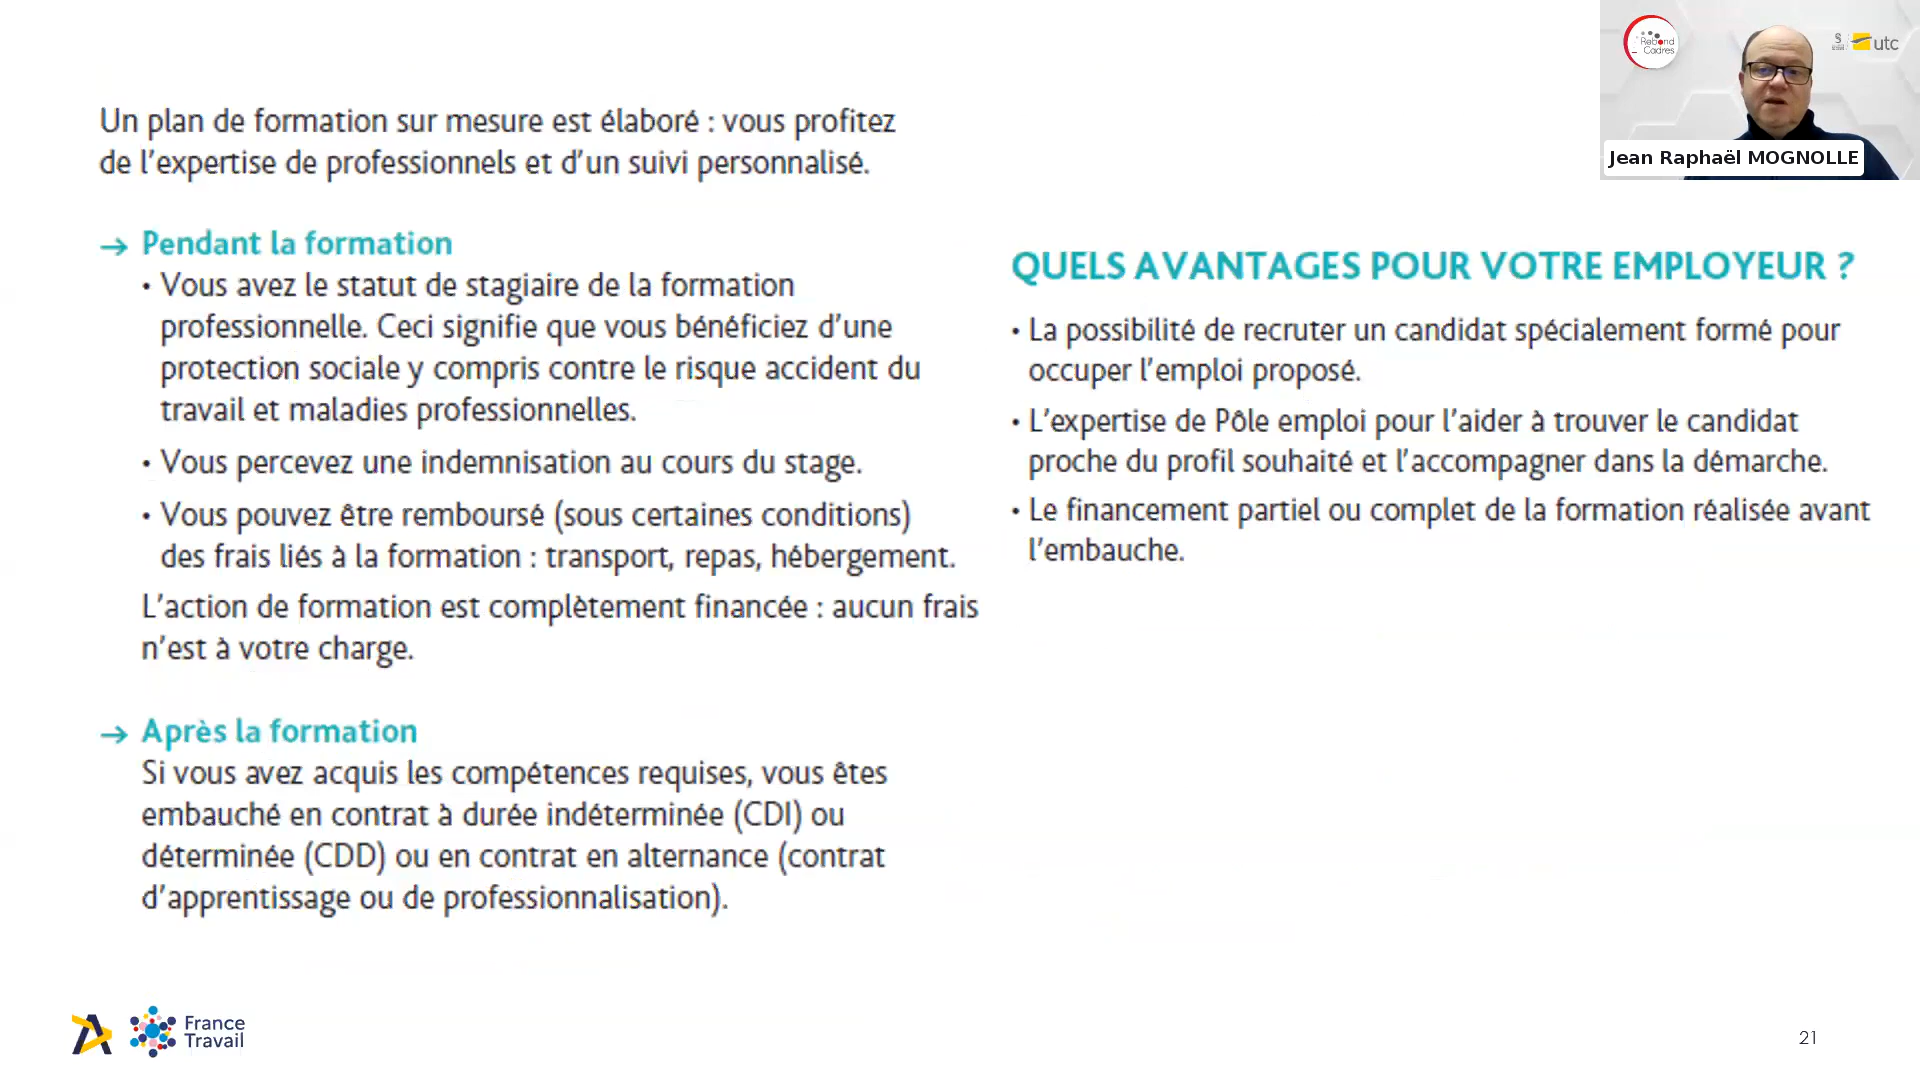 Un plan de formation sur mesure est élaboré : vous profitez
de l’expertise de professionnels et d’un suivi personnalisé.
→ Pendant la formation
• Vous avez le statut de stagiaire de la formation
professionnelle. Ceci signifie que vous bénéficiez d’une
protection sociale y compris contre le risque accident du
travail et maladies professionnelles.
• Vous percevez une indemnisation au cours du stage.
• Vous pouvez être remboursé (sous certaines conditions)
des frais liés à la formation : transport, repas, hébergement.
L’action de formation est complètement financée : aucun frais
n’est à votre charge.
→ Après la formation
Si vous avez acquis les compétences requises, vous êtes
embauché en contrat à durée indéterminée (CDI) ou
déterminée (CDD) ou en contrat en alternance (contrat
d’apprentissage ou de professionnalisation).
QUELS AVANTAGES POUR VOTRE EMPLOYEUR ?
• La possibilité de recruter un candidat spécialement formé pour
occuper l’emploi proposé.
• L’expertise de Pôle emploi pour l’aider à trouver le candidat
proche du profil souhaité et l’accompagner dans la démarche.
• Le financement partiel ou complet de la formation réalisée avant
l’embauche.
Rebond
Cadres
utc
Jean Raphaël MOGNOLLE
France
Travail
21